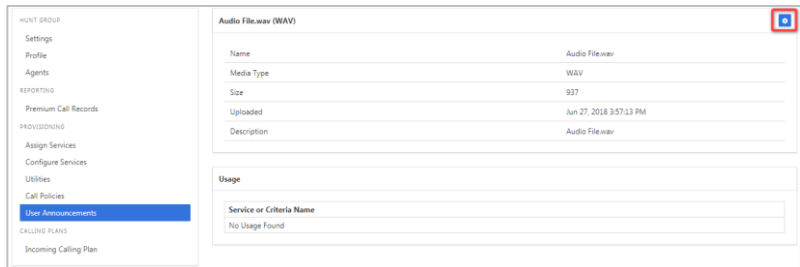 HUNT GROUP
Settings
Profile
Agents
REPORTING
Premium Call Records
PROVISIONING
Assign Services
Configure Services
Utilities
Call Policies
User Announcements
CALLING PLANS
Incoming Calling Plan
Audio File.wav (WAV)
Name Audio File.wav
Media Type WAV
Size 937
Uploaded Jun 27, 2018 3:57:13 PM
Description Audio File.wav
Usage
Service or Criteria Name
No Usage Found